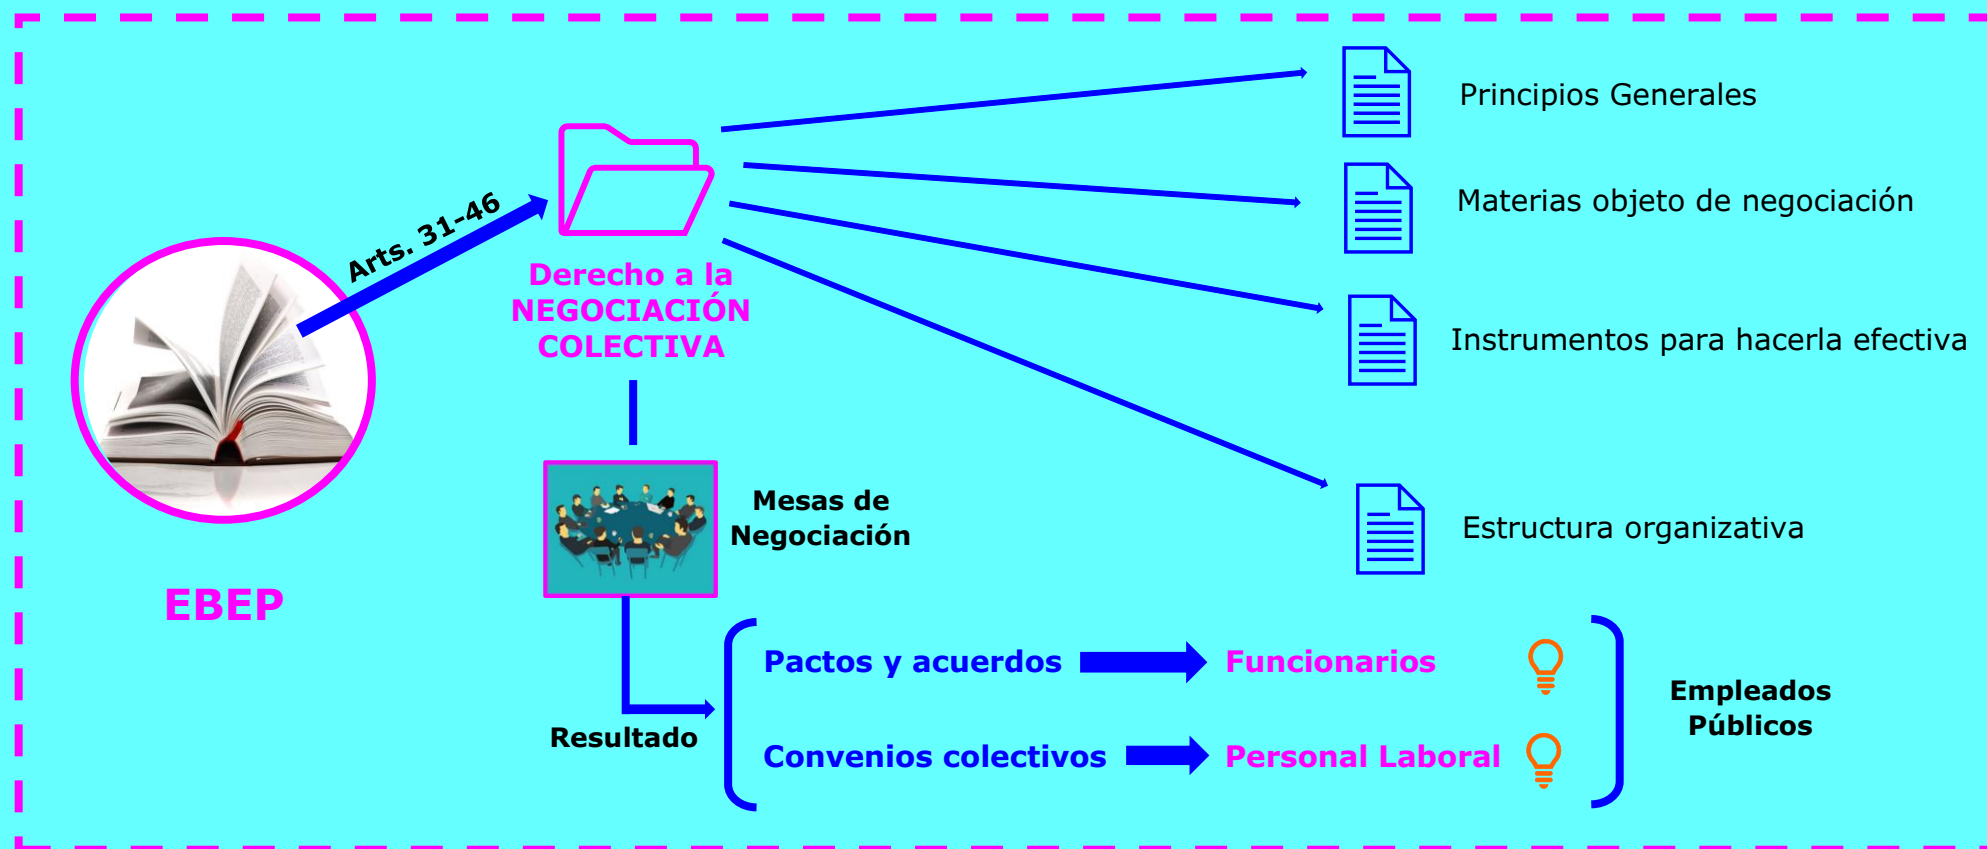 Principios Generales
Arts. 31-46
Materias objeto de negociación
Derecho a la
NEGOCIACIÓN
COLECTIVA
Instrumentos para hacerla efectiva
Mesas de
Negociación
Estructura organizativa
EBEP
Pactos y acuerdos
Funcionarios
Resultado
Convenios colectivos
Personal Laboral
Empleados
Públicos